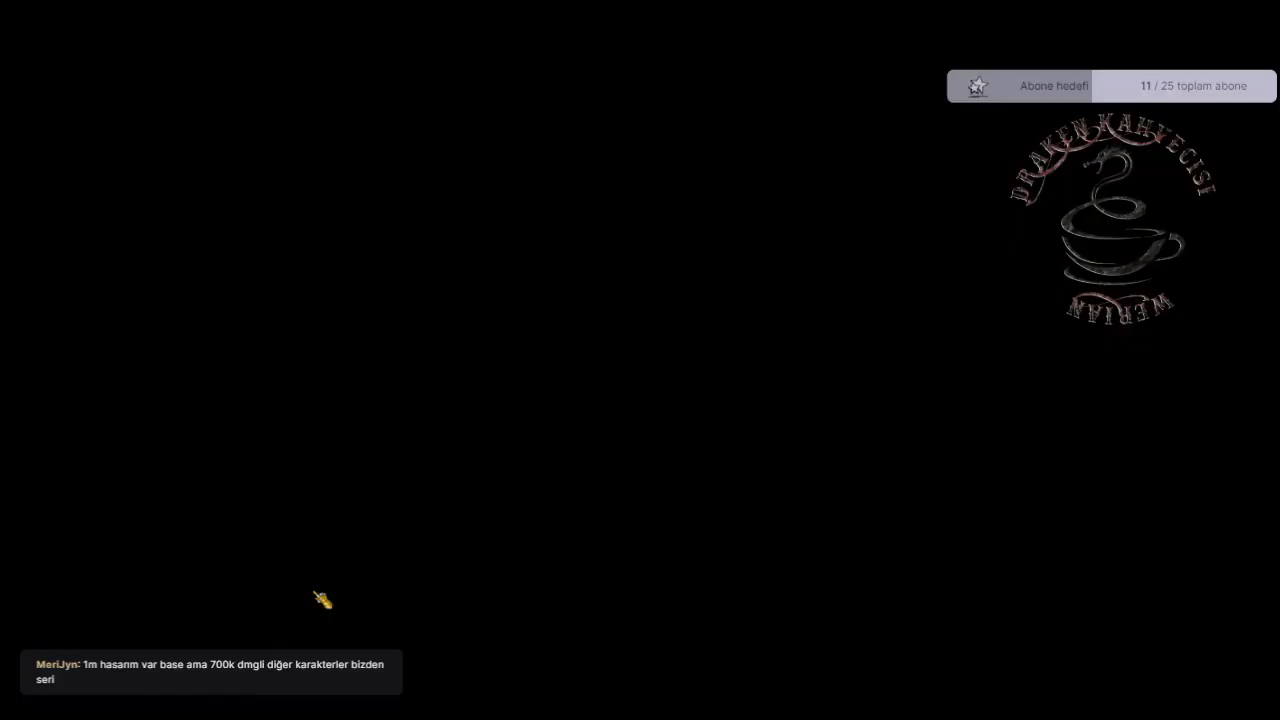 Abone hedefi 11 / 25 toplam abone
DRAKEN KAHVECISI
WERIAN
MeriJyn: 1m hasarım var base ama 700k dmgli diğer karakterler bizden
seri